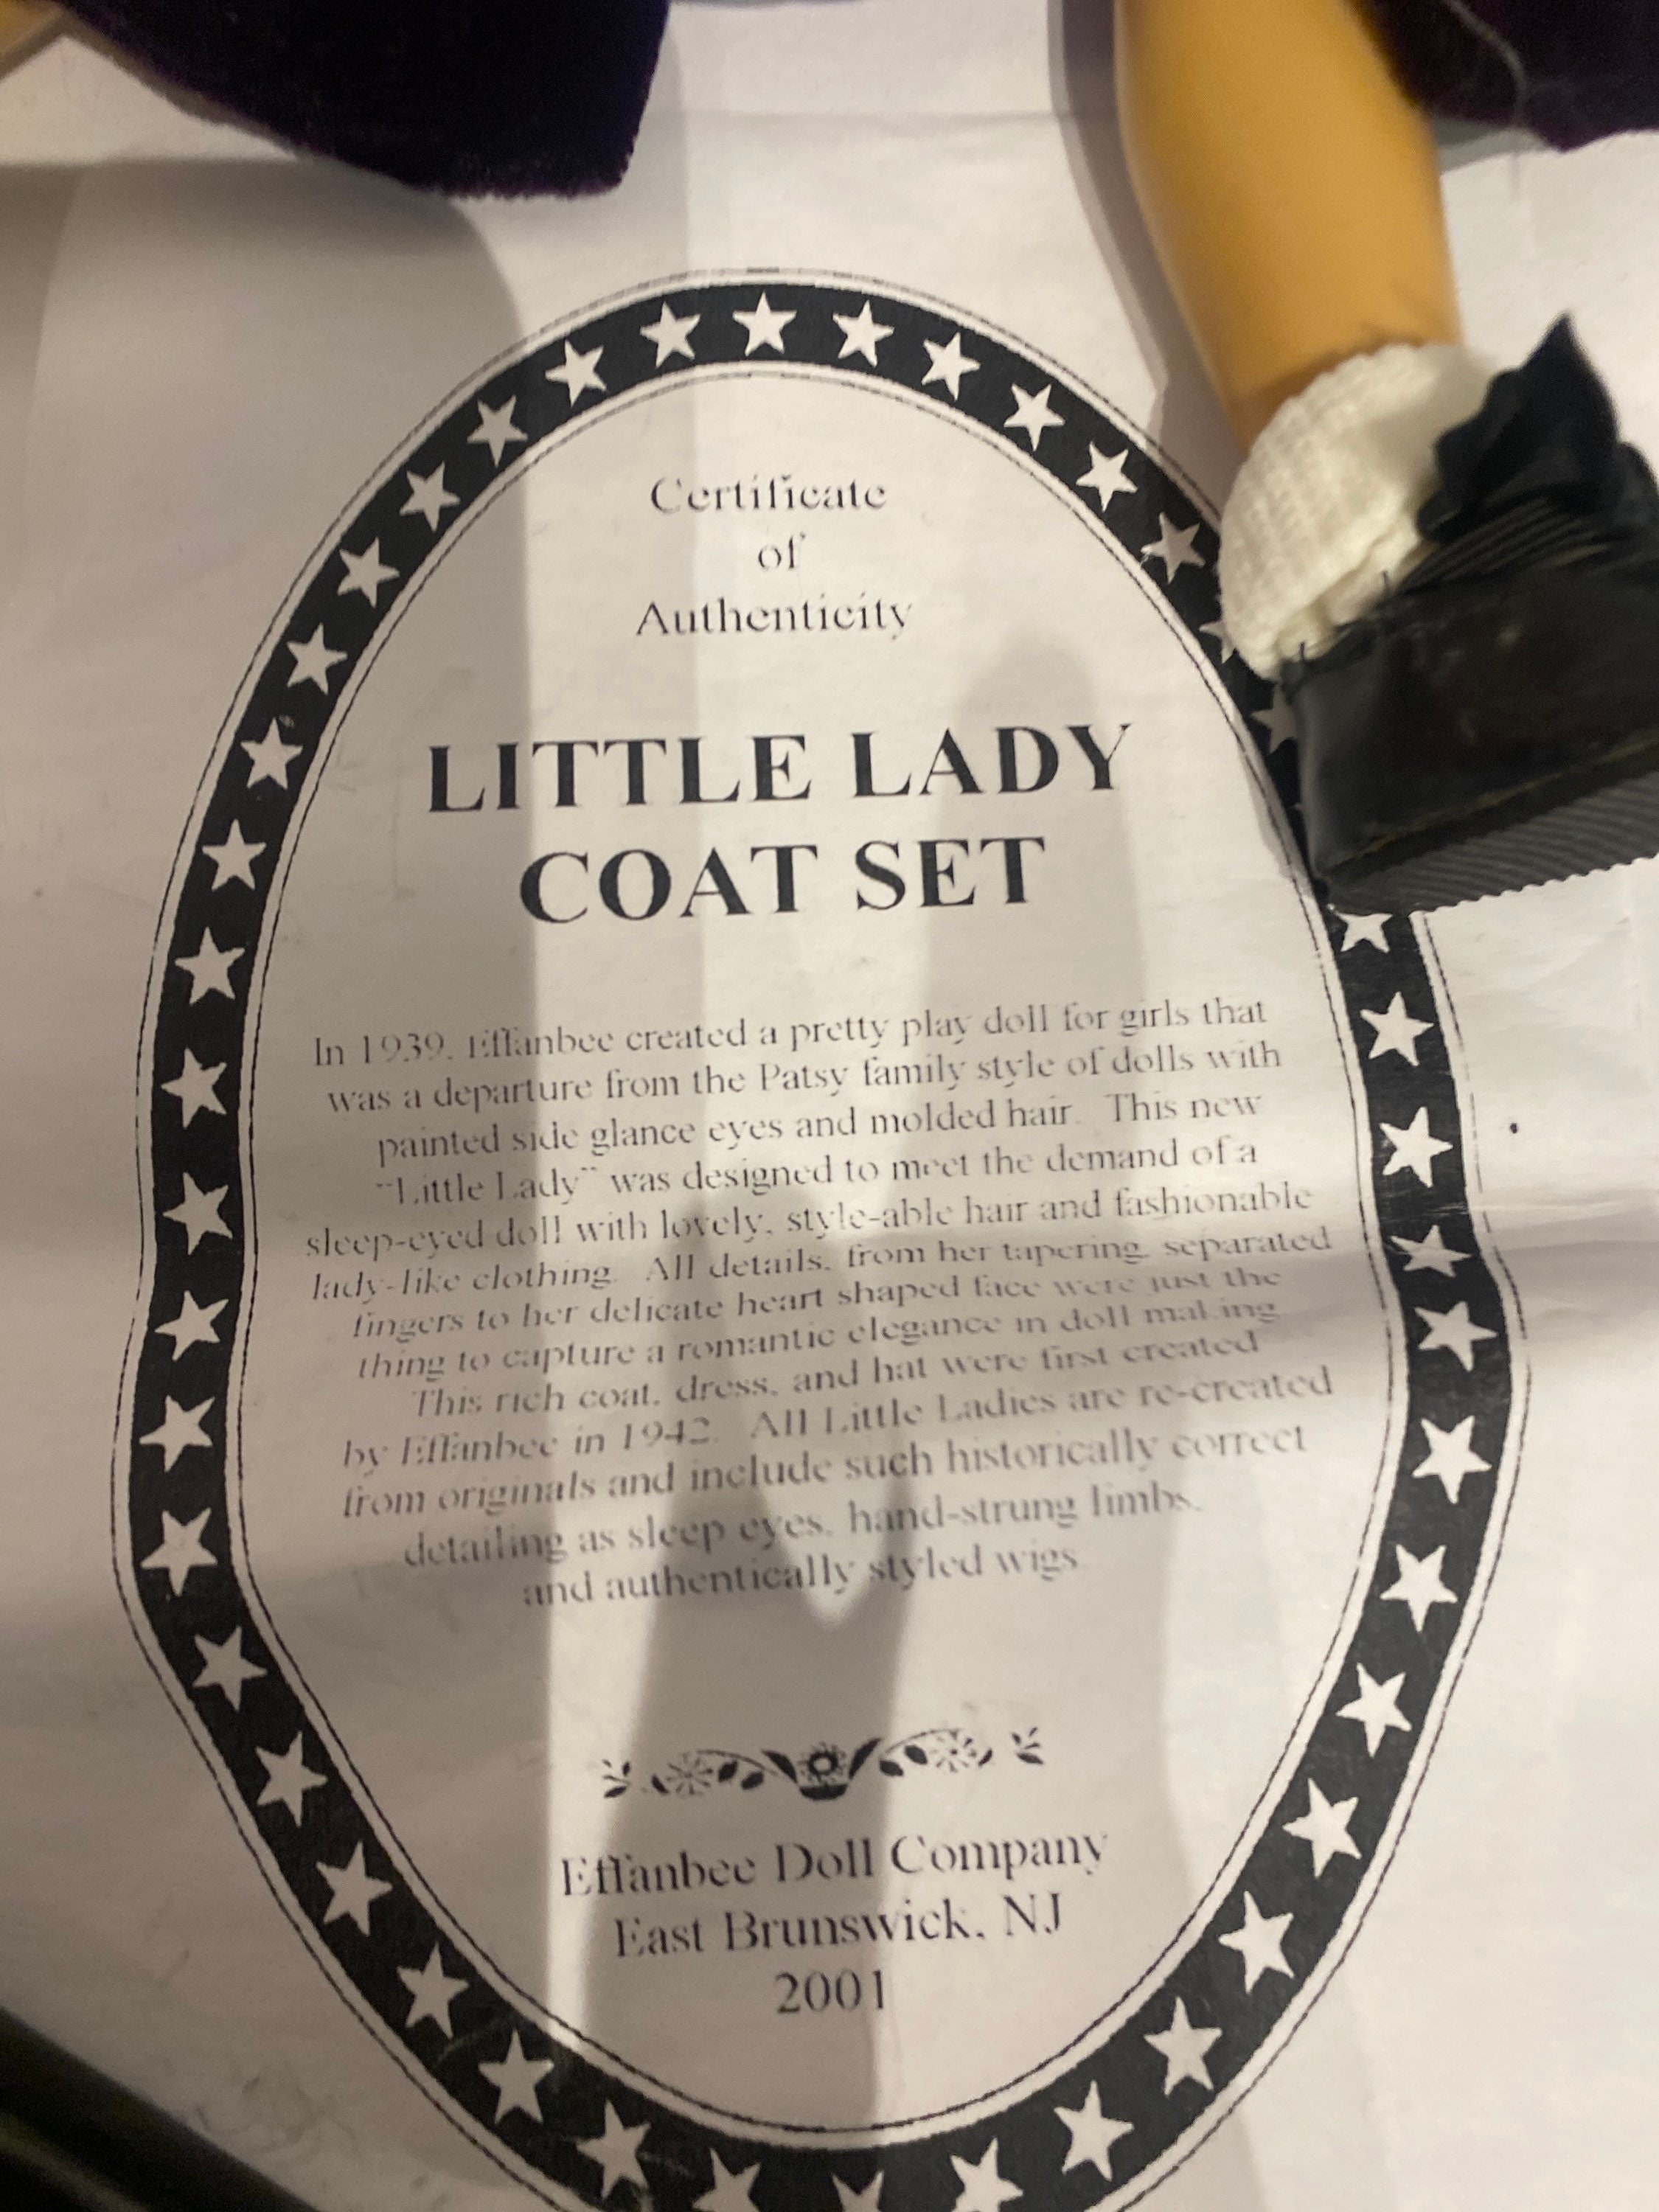 Certificate
of
Authenticity
LITTLE LADY
COAT SET
In 1939, Effanbee created a pretty play doll for girls that
was a departure from the Patsy family style of dolls with
painted side glance eyes and molded hair. This new
"Little Lady" was designed to meet the demand of a
sleep-eyed doll with lovely, style-able hair and fashionable
lady-like clothing. All details, from her tapering, separated
fingers to her delicate heart shaped face were just the
thing to capture a romantic elegance in doll making.
This rich coat, dress, and hat were first created
by Effanbee in 1942. All Little Ladies are re-created
from originals and include such historically correct
detailing as sleep eyes, hand-strung limbs,
and authentically styled wigs.
Effanbee Doll Company
East Brunswick, NJ
2001